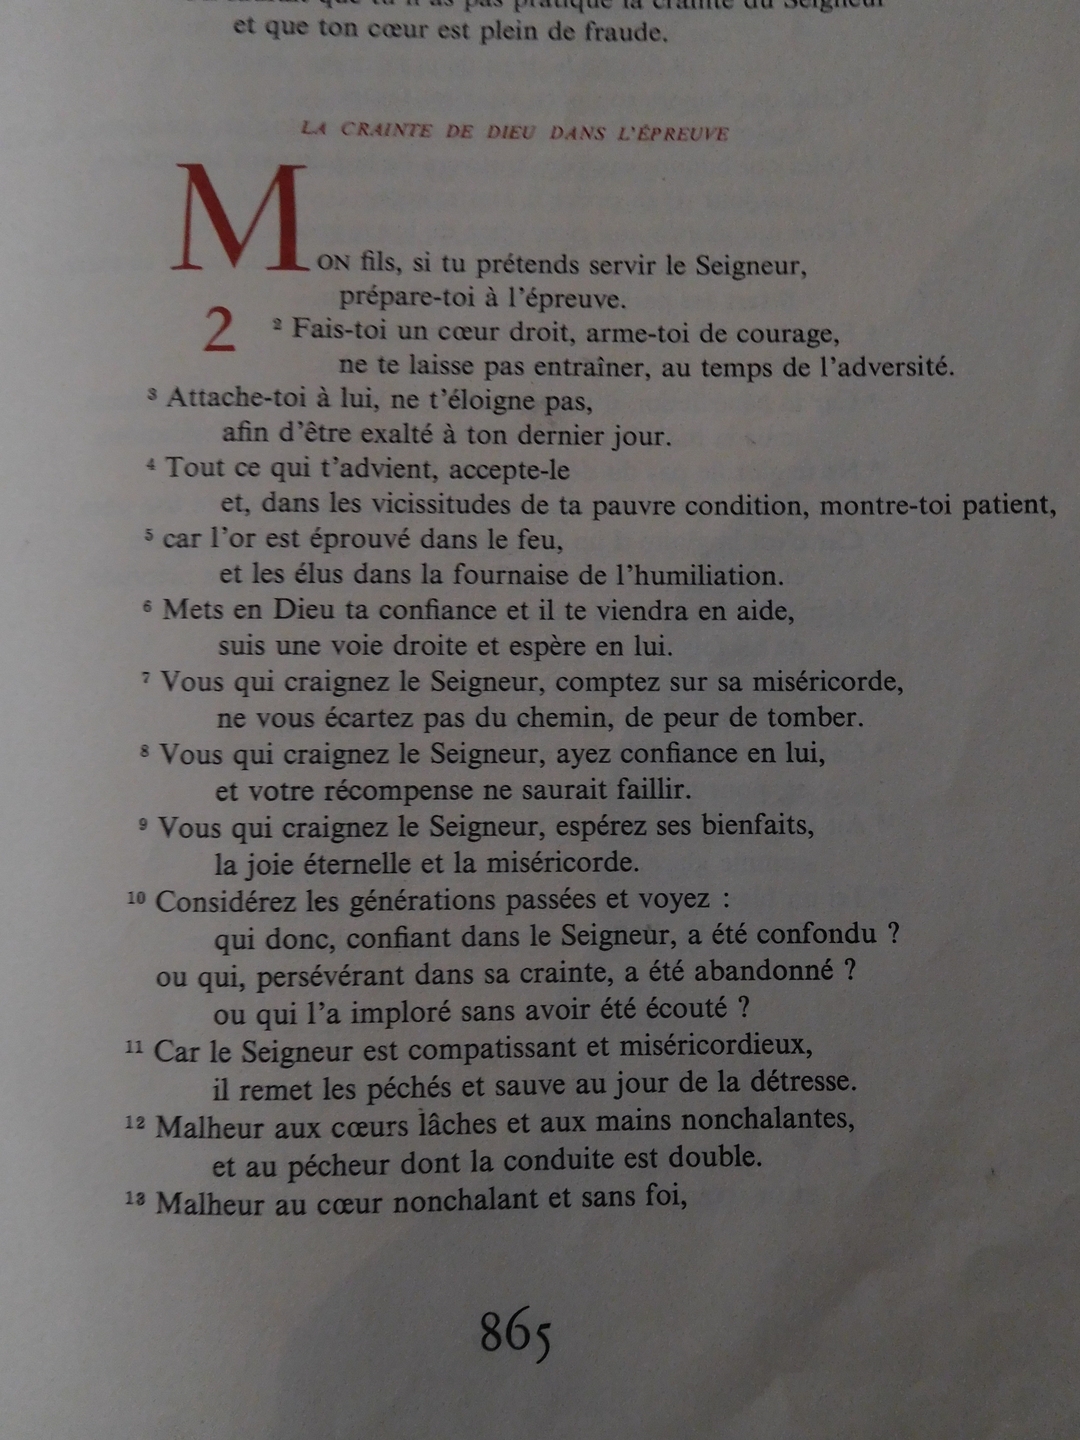 que tu n'as pas pratiqué la crainte du Seigneur
et que ton cœur est plein de fraude.
LA CRAINTE DE DIEU DANS L'ÉPREUVE
MON fils, si tu prétends servir le Seigneur,
prépare-toi à l'épreuve.
2 ² Fais-toi un cœur droit, arme-toi de courage,
ne te laisse pas entraîner, au temps de l'adversité.
³ Attache-toi à lui, ne t'éloigne pas,
afin d'être exalté à ton dernier jour.
⁴ Tout ce qui t'advient, accepte-le
et, dans les vicissitudes de ta pauvre condition, montre-toi patient,
⁵ car l'or est éprouvé dans le feu,
et les élus dans la fournaise de l'humiliation.
⁶ Mets en Dieu ta confiance et il te viendra en aide,
suis une voie droite et espère en lui.
⁷ Vous qui craignez le Seigneur, comptez sur sa miséricorde,
ne vous écartez pas du chemin, de peur de tomber.
⁸ Vous qui craignez le Seigneur, ayez confiance en lui,
et votre récompense ne saurait faillir.
⁹ Vous qui craignez le Seigneur, espérez ses bienfaits,
la joie éternelle et la miséricorde.
¹⁰ Considérez les générations passées et voyez :
qui donc, confiant dans le Seigneur, a été confondu ?
ou qui, persévérant dans sa crainte, a été abandonné ?
ou qui l'a imploré sans avoir été écouté ?
¹¹ Car le Seigneur est compatissant et miséricordieux,
il remet les péchés et sauve au jour de la détresse.
¹² Malheur aux cœurs lâches et aux mains nonchalantes,
et au pécheur dont la conduite est double.
¹³ Malheur au cœur nonchalant et sans foi,
865